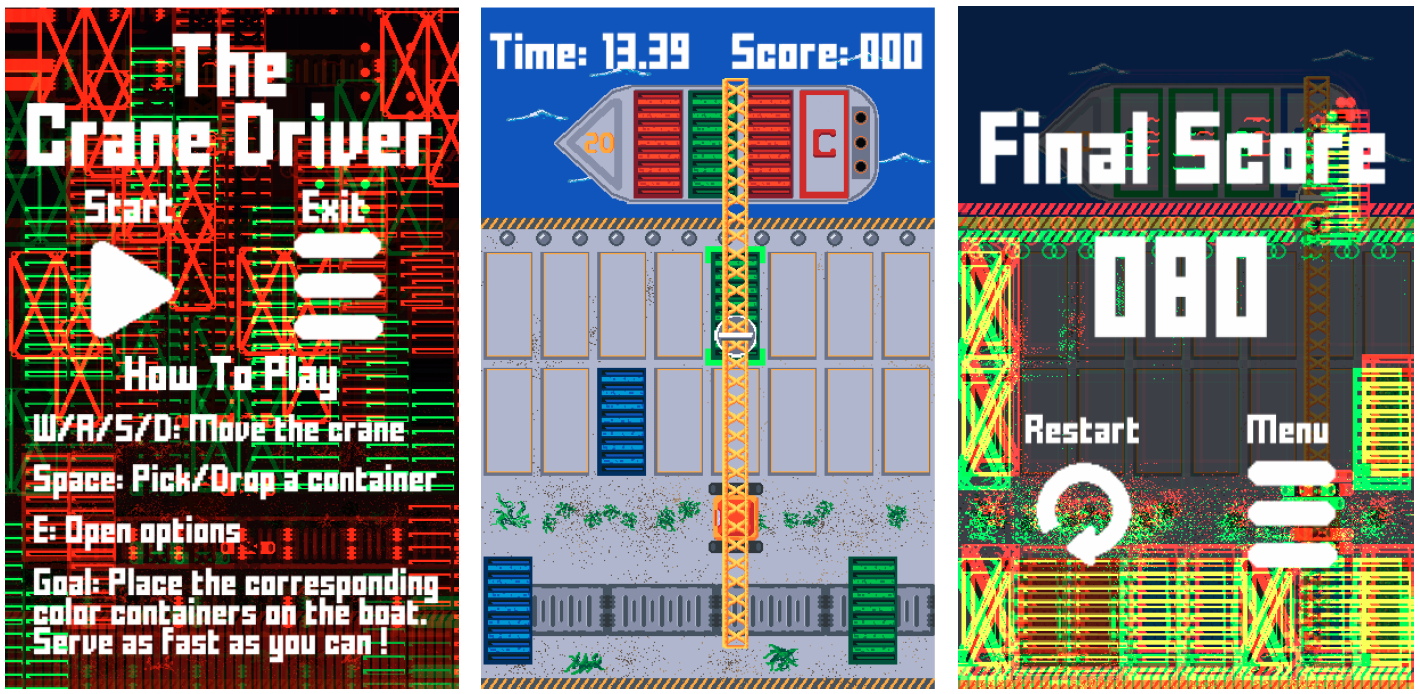 The
Crane Driver
Start Exit
How To Play
W/A/S/D: Move the crane
Space: Pick/Drop a container
E: Open options
Goal: Place the corresponding
color containers on the boat.
Serve as fast as you can !
Time: 13.39 Score: 000
20
C
Final Score
080
Restart Menu